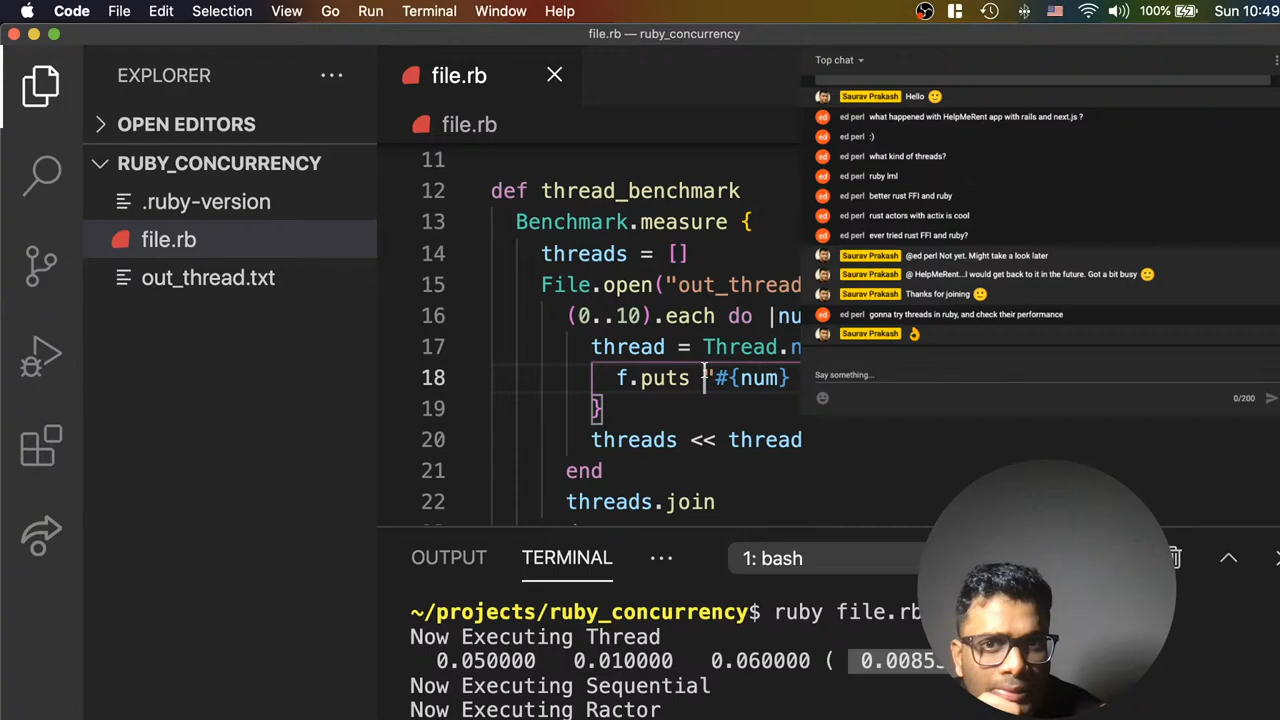 Code File Edit Selection View Go Run Terminal Window Help 100% Sun 10:49
file.rb — ruby_concurrency
EXPLORER
OPEN EDITORS
RUBY_CONCURRENCY
.ruby-version
file.rb
out_thread.txt
file.rb
file.rb
11
12 def thread_benchmark
13 Benchmark.measure {
14 threads = []
15 File.open("out_thread
16 (0..10).each do |nu
17 thread = Thread.n
18 f.puts "#{num}
19 }
20 threads << thread
21 end
22 threads.join
Top chat
Saurav Prakash Hello 🙂
ed perl what happened with HelpMeRent app with rails and next.js ?
ed perl :)
ed perl what kind of threads?
ed perl ruby lml
ed perl better rust FFI and ruby
ed perl rust actors with actix is cool
ed perl ever tried rust FFI and ruby?
Saurav Prakash @ed perl Not yet. Might take a look later
Saurav Prakash @ HelpMeRent...I would get back to it in the future. Got a bit busy 🙂
Saurav Prakash Thanks for joining 🙂
ed perl gonna try threads in ruby, and check their performance
Saurav Prakash 👌
Say something...
0/200
OUTPUT TERMINAL ... 1: bash
~/projects/ruby_concurrency$ ruby file.rb
Now Executing Thread
0.050000 0.010000 0.060000 ( 0.0085
Now Executing Sequential
Now Executing Ractor